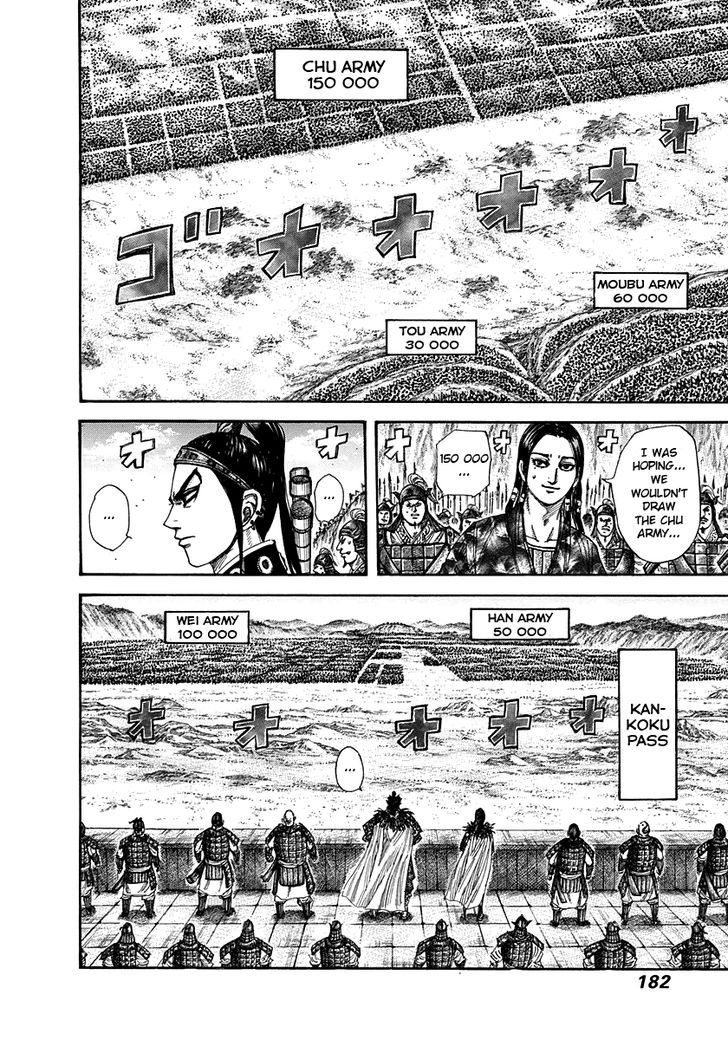 CHU ARMY
150 000
ゴオオオオオ
MOUBU ARMY
60 000
TOU ARMY
30 000
I WAS
HOPING...
WE
WOULDN'T
DRAW
THE CHU
ARMY...
150 000
...
オ
オ
オ
オ
...
...
WEI ARMY
100 000
HAN ARMY
50 000
KAN-
KOKU
PASS
オ
オ
オ
オ
オ
オ
...
182